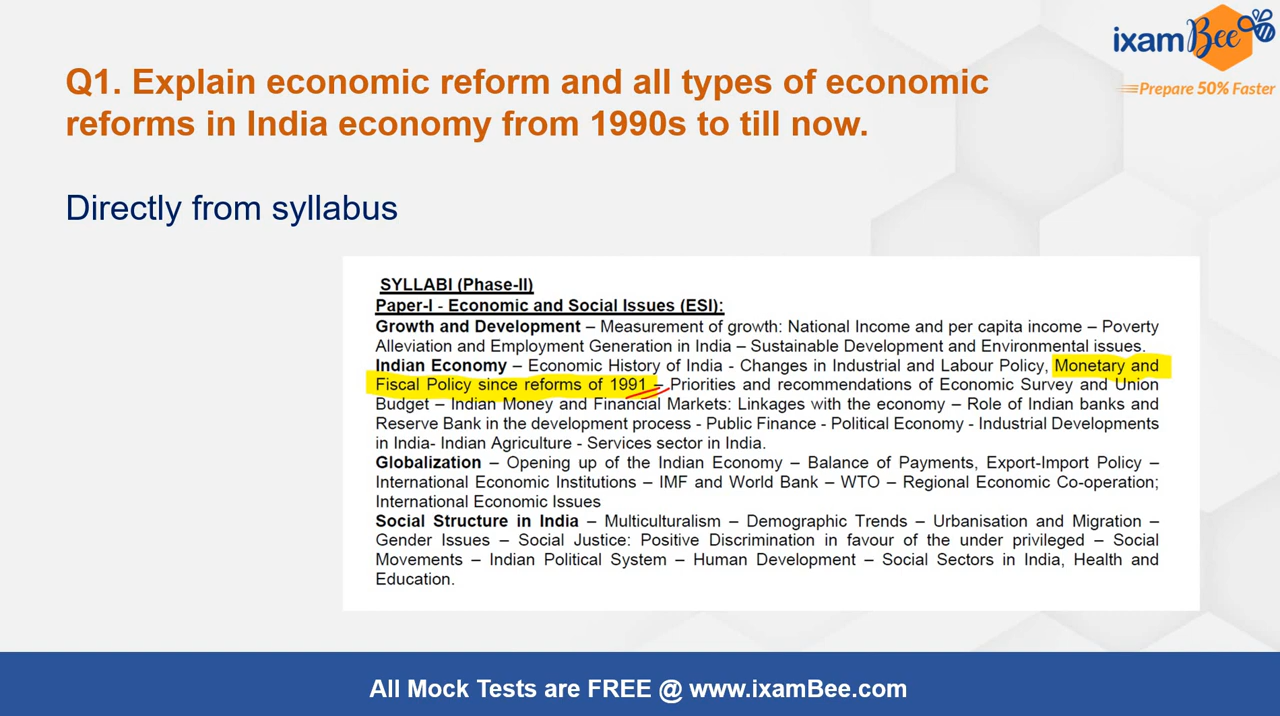 ixamBee
Prepare 50% Faster
Q1. Explain economic reform and all types of economic
reforms in India economy from 1990s to till now.
Directly from syllabus
SYLLABI (Phase-II)
Paper-I - Economic and Social Issues (ESI):
Growth and Development – Measurement of growth: National Income and per capita income – Poverty
Alleviation and Employment Generation in India – Sustainable Development and Environmental issues.
Indian Economy – Economic History of India - Changes in Industrial and Labour Policy, Monetary and
Fiscal Policy since reforms of 1991 – Priorities and recommendations of Economic Survey and Union
Budget – Indian Money and Financial Markets: Linkages with the economy – Role of Indian banks and
Reserve Bank in the development process - Public Finance - Political Economy - Industrial Developments
in India- Indian Agriculture - Services sector in India.
Globalization – Opening up of the Indian Economy – Balance of Payments, Export-Import Policy –
International Economic Institutions – IMF and World Bank – WTO – Regional Economic Co-operation;
International Economic Issues
Social Structure in India – Multiculturalism – Demographic Trends – Urbanisation and Migration –
Gender Issues – Social Justice: Positive Discrimination in favour of the under privileged – Social
Movements – Indian Political System – Human Development – Social Sectors in India, Health and
Education.
All Mock Tests are FREE @ www.ixamBee.com